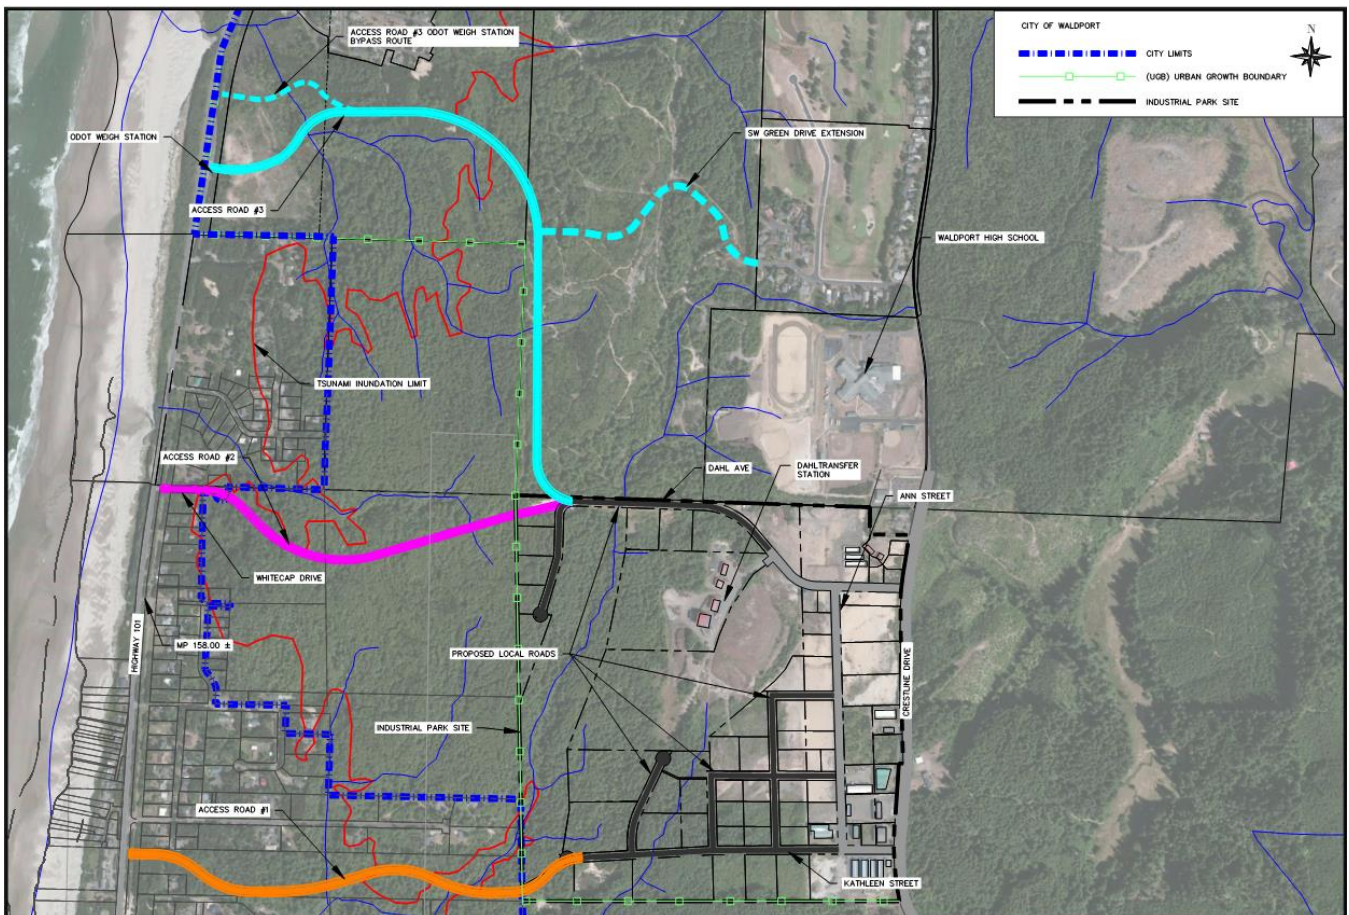 ACCESS ROAD #3 ODOT WEIGH STATION
BYPASS ROUTE
CITY OF WALDPORT
N
CITY LIMITS
(UGB) URBAN GROWTH BOUNDARY
INDUSTRIAL PARK SITE
ODOT WEIGH STATION
SW GREEN DRIVE EXTENSION
ACCESS ROAD #3
WALDPORT HIGH SCHOOL
TSUNAMI INUNDATION LIMIT
ACCESS ROAD #2
DAHL AVE
DAHLTRANSFER
STATION
ANN STREET
WHITECAP DRIVE
HIGHWAY 101
MP 158.00 ±
PROPOSED LOCAL ROADS
CRESTLINE DRIVE
INDUSTRIAL PARK SITE
ACCESS ROAD #1
KATHLEEN STREET